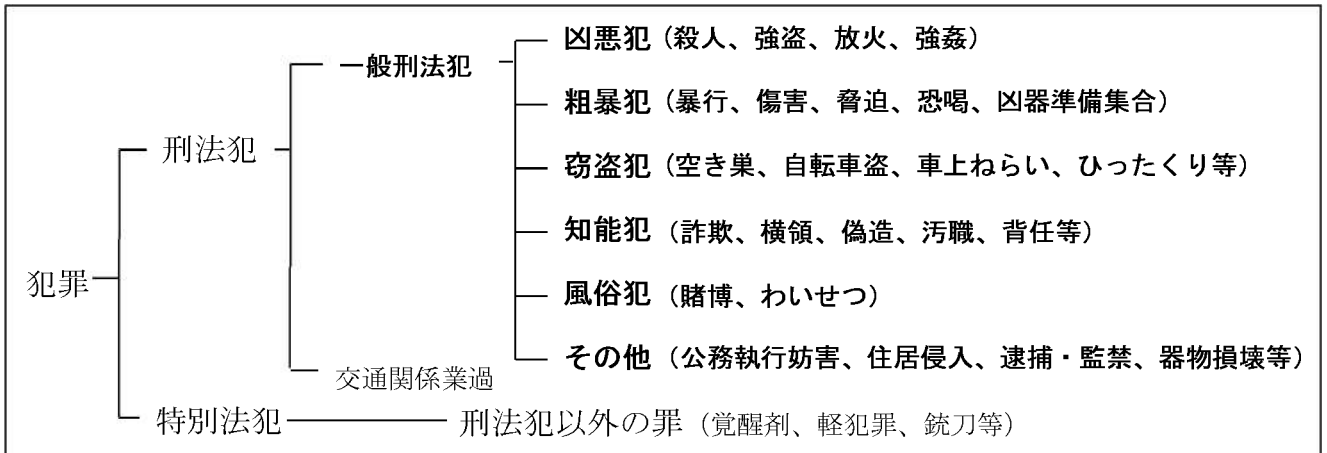 凶悪犯（殺人、強盗、放火、強姦）
一般刑法犯
粗暴犯（暴行、傷害、脅迫、恐喝、凶器準備集合）
刑法犯
窃盗犯（空き巣、自転車盗、車上ねらい、ひったくり等）
知能犯（詐欺、横領、偽造、汚職、背任等）
犯罪
風俗犯（賭博、わいせつ）
その他（公務執行妨害、住居侵入、逮捕・監禁、器物損壊等）
交通関係業過
特別法犯 刑法犯以外の罪（覚醒剤、軽犯罪、銃刀等）